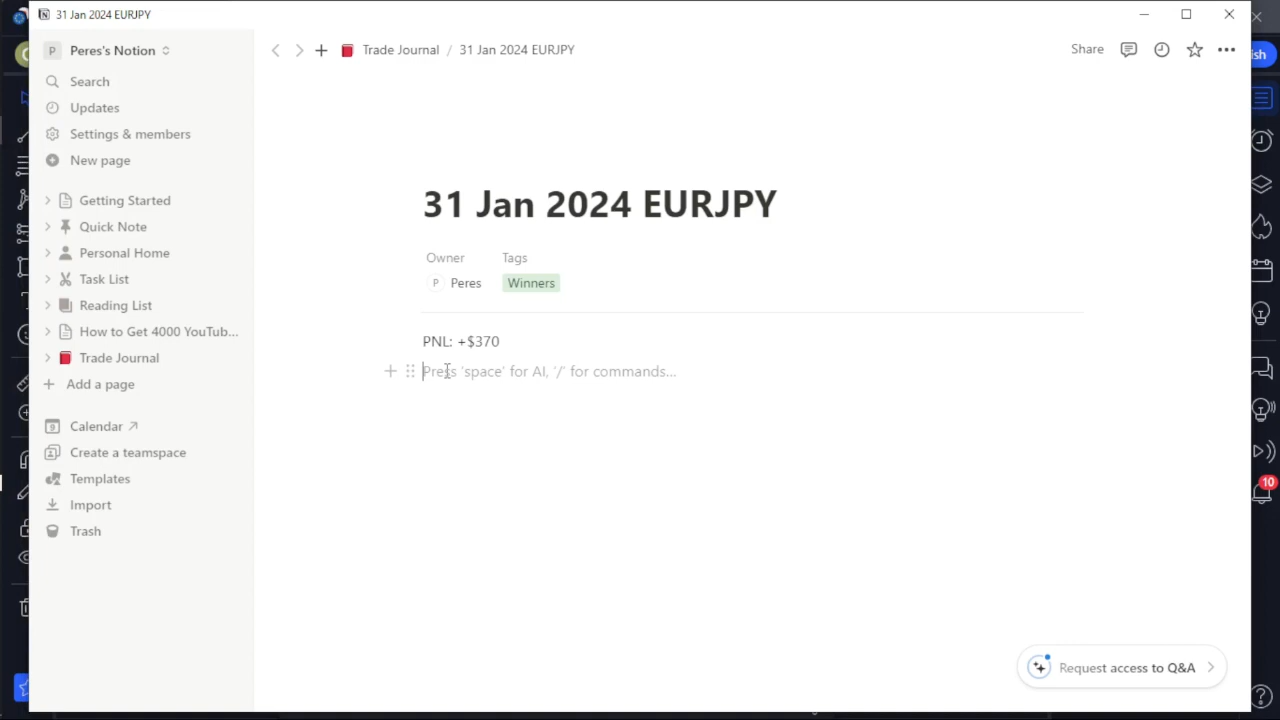 31 Jan 2024 EURJPY
P Peres's Notion
Trade Journal / 31 Jan 2024 EURJPY
Share
Search
Updates
Settings & members
New page
Getting Started
Quick Note
Personal Home
Task List
Reading List
How to Get 4000 YouTub...
Trade Journal
Add a page
9 Calendar ↗
Create a teamspace
Templates
Import
Trash
31 Jan 2024 EURJPY
Owner Tags
P Peres Winners
PNL: +$370
Press 'space' for AI, '/' for commands...
Request access to Q&A
10